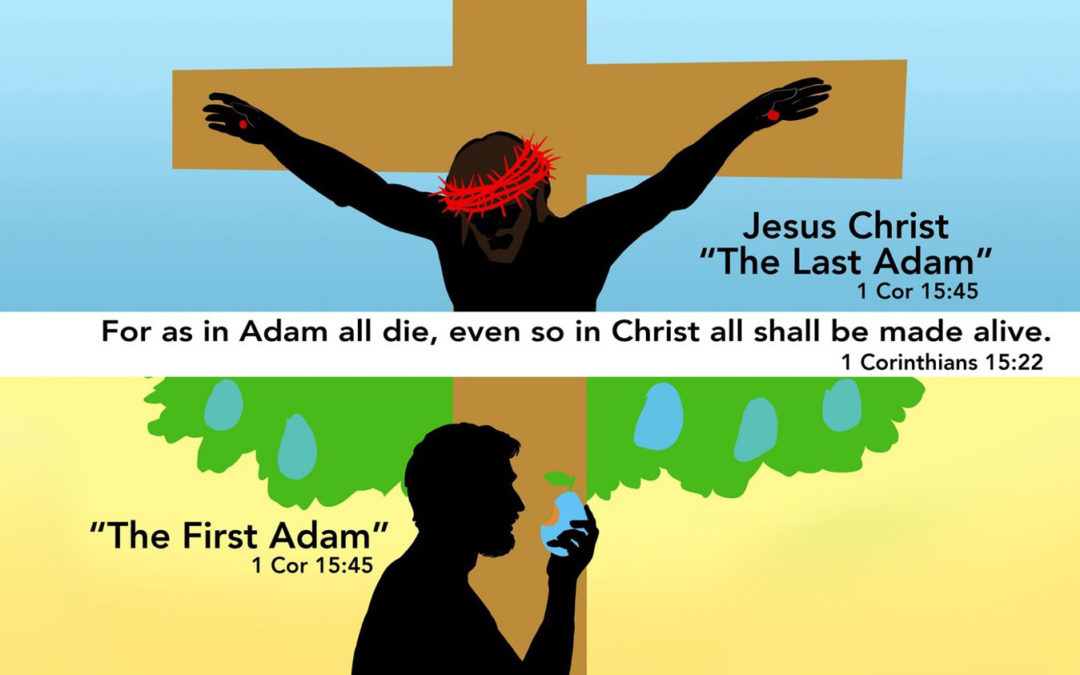 Jesus Christ
“The Last Adam”
1 Cor 15:45
For as in Adam all die, even so in Christ all shall be made alive.
1 Corinthians 15:22
“The First Adam”
1 Cor 15:45